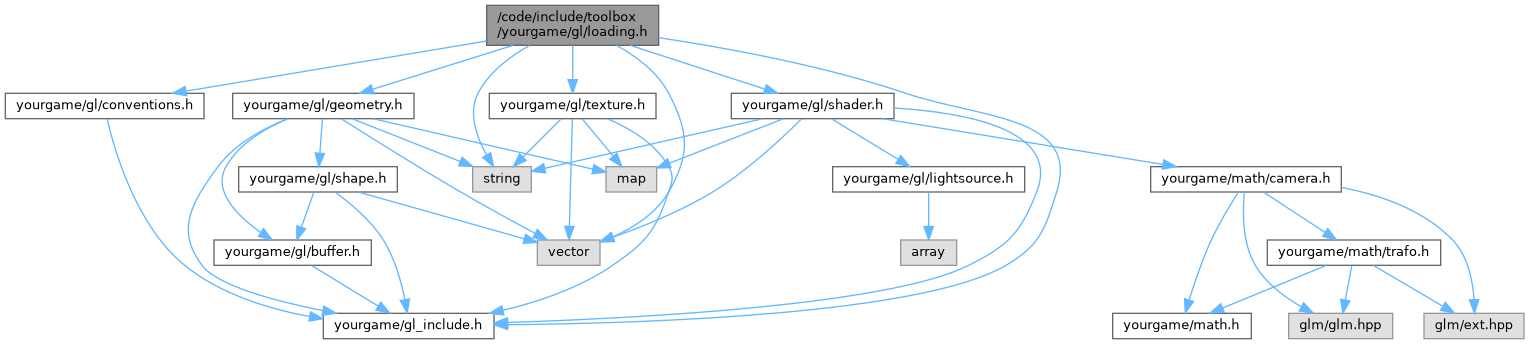 /code/include/toolbox
/yourgame/gl/loading.h
yourgame/gl/conventions.h
yourgame/gl/geometry.h
yourgame/gl/texture.h
yourgame/gl/shader.h
yourgame/gl/shape.h
string
map
yourgame/gl/lightsource.h
yourgame/math/camera.h
yourgame/gl/buffer.h
vector
array
yourgame/math/trafo.h
yourgame/gl_include.h
yourgame/math.h
glm/glm.hpp
glm/ext.hpp